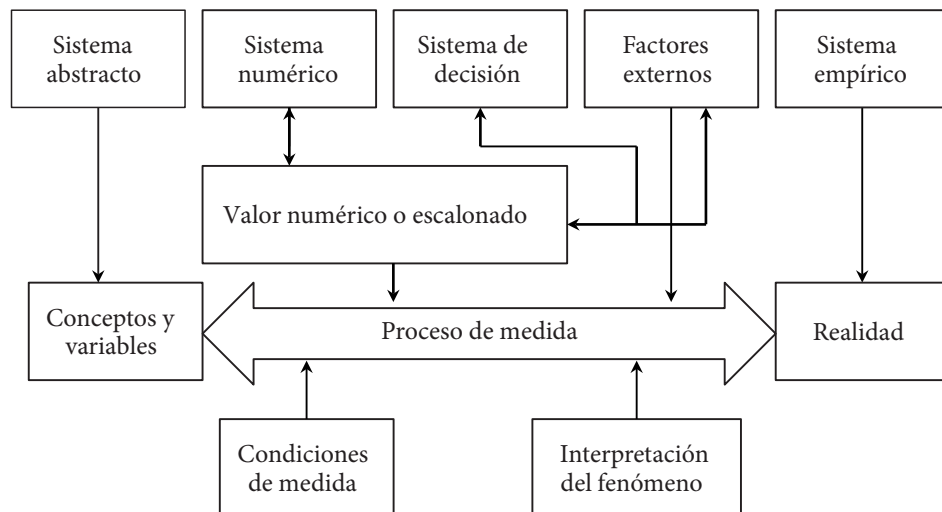 Sistema
abstracto
Sistema
numérico
Sistema de
decisión
Factores
externos
Sistema
empírico
Valor numérico o escalonado
Conceptos y
variables
Proceso de medida
Realidad
Condiciones
de medida
Interpretación
del fenómeno